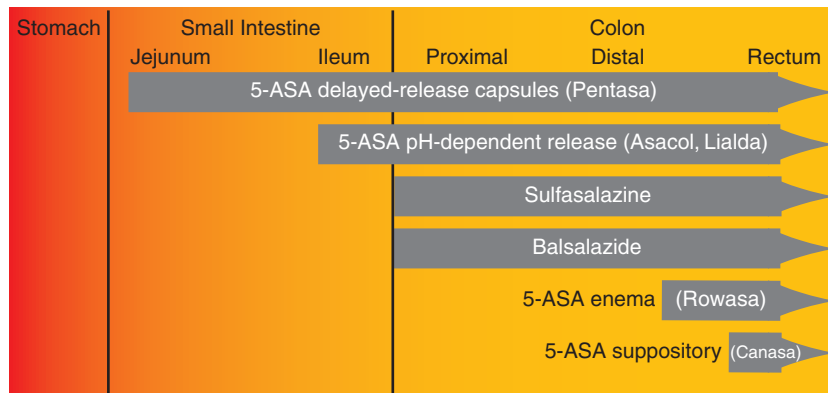 Stomach Small Intestine Colon
Jejunum Ileum Proximal Distal Rectum
5-ASA delayed-release capsules (Pentasa)
5-ASA pH-dependent release (Asacol, Lialda)
Sulfasalazine
Balsalazide
5-ASA enema (Rowasa)
5-ASA suppository (Canasa)